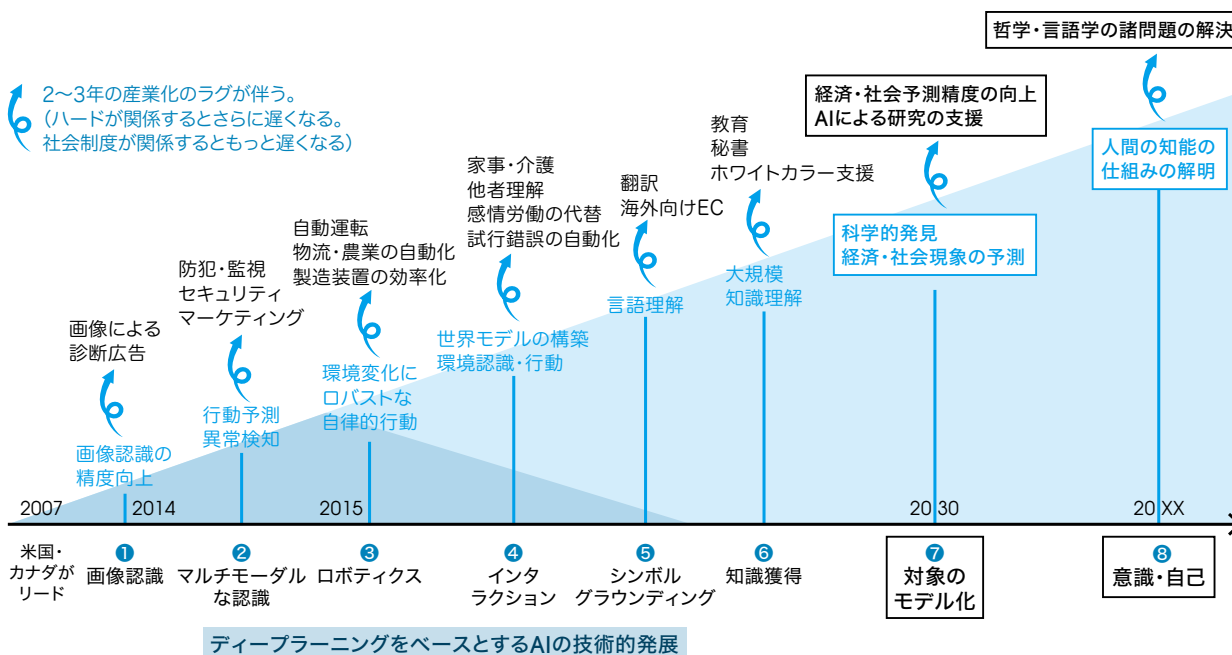 哲学・言語学の諸問題の解決
2〜3年の産業化のラグが伴う。
(ハードが関係するとさらに遅くなる。
社会制度が関係するともっと遅くなる)
経済・社会予測精度の向上
AIによる研究の支援
教育
秘書
ホワイトカラー支援
人間の知能の
仕組みの解明
家事・介護
他者理解
感情労働の代替
試行錯誤の自動化
翻訳
海外向けEC
自動運転
物流・農業の自動化
製造装置の効率化
科学的発見
経済・社会現象の予測
防犯・監視
セキュリティ
マーケティング
大規模
知識理解
言語理解
画像による
診断広告
世界モデルの構築
環境認識・行動
環境変化に
ロバストな
自律的行動
行動予測
異常検知
画像認識の
精度向上
2007
2014
2015
2030
20XX
米国・
カナダが
リード
❶
画像認識
❷
マルチモーダル
な認識
❸
ロボティクス
❹
インタ
ラクション
❺
シンボル
グラウンディング
❻
知識獲得
❼
対象の
モデル化
❽
意識・自己
ディープラーニングをベースとするAIの技術的発展